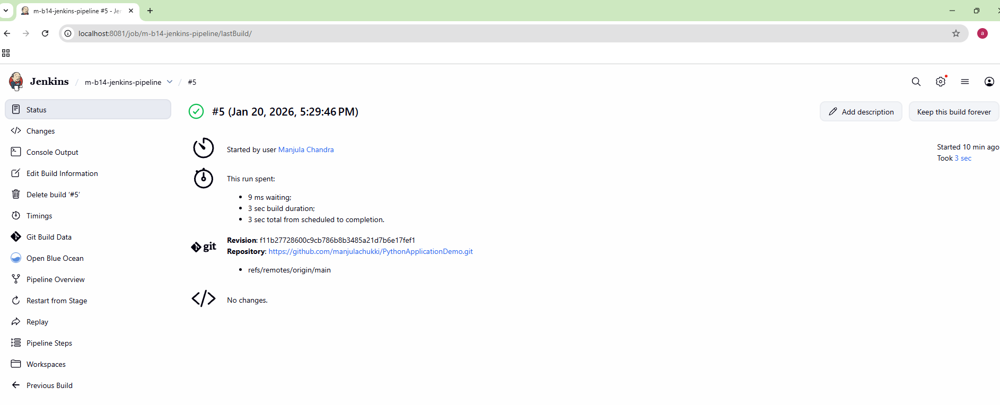 m-b14-jenkins-pipeline #5 - Je
localhost:8081/job/m-b14-jenkins-pipeline/lastBuild/
a
Jenkins / m-b14-jenkins-pipeline / #5
Status
Changes
Console Output
Edit Build Information
Delete build ‘#5’
Timings
Git Build Data
Open Blue Ocean
Pipeline Overview
Restart from Stage
Replay
Pipeline Steps
Workspaces
Previous Build
#5 (Jan 20, 2026, 5:29:46 PM)
Add description
Keep this build forever
Started by user Manjula Chandra
Started 10 min ago
Took 3 sec
This run spent:
• 9 ms waiting;
• 3 sec build duration;
• 3 sec total from scheduled to completion.
git
Revision: f11b27728600c9cb786b8b3485a21d7b6e17fef1
Repository: https://github.com/manjulachukki/PythonApplicationDemo.git
• refs/remotes/origin/main
No changes.